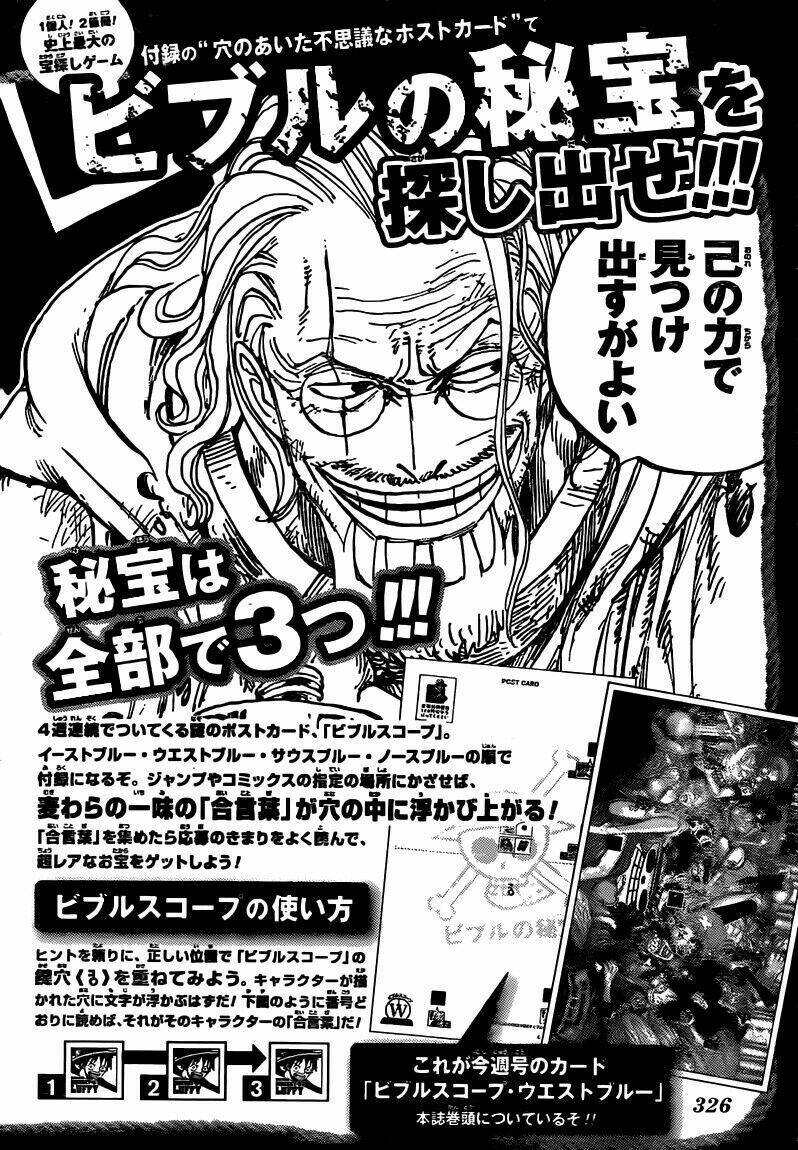 1億人!2億冊!
史上最大の
宝探しゲーム
付録の“穴のあいた不思議なポストカード”で
ビブルの秘宝を
探し出せ!!!
己の力で
見つけ
出すがよい
秘宝は
全部で3つ!!!
4週連続でついてくる謎のポストカード、「ビブルスコープ」。
イーストブルー・ウエストブルー・サウスブルー・ノースブルーの順で
付録になるぞ。ジャンプやコミックスの指定の場所にかざせば、
麦わらの一味の「合言葉」が穴の中に浮かび上がる!
「合言葉」を集めたら応募のきまりをよく読んで、
超レアなお宝をゲットしよう!
ビブルスコープの使い方
ヒントを頼りに、正しい位置で「ビブルスコープ」の
鍵穴〈る〉を重ねてみよう。キャラクターが描
かれた穴に文字が浮かぶはずだ!下図のように番号ど
おりに読めば、それがそのキャラクターの「合言葉」だ!
1 LUFFY 2 LUFFY 3 LUFFY
POST CARD
る
ビブルの秘宝
W
これが今週号のカード
「ビブルスコープ・ウエストブルー」
本誌巻頭についているぞ!!
326